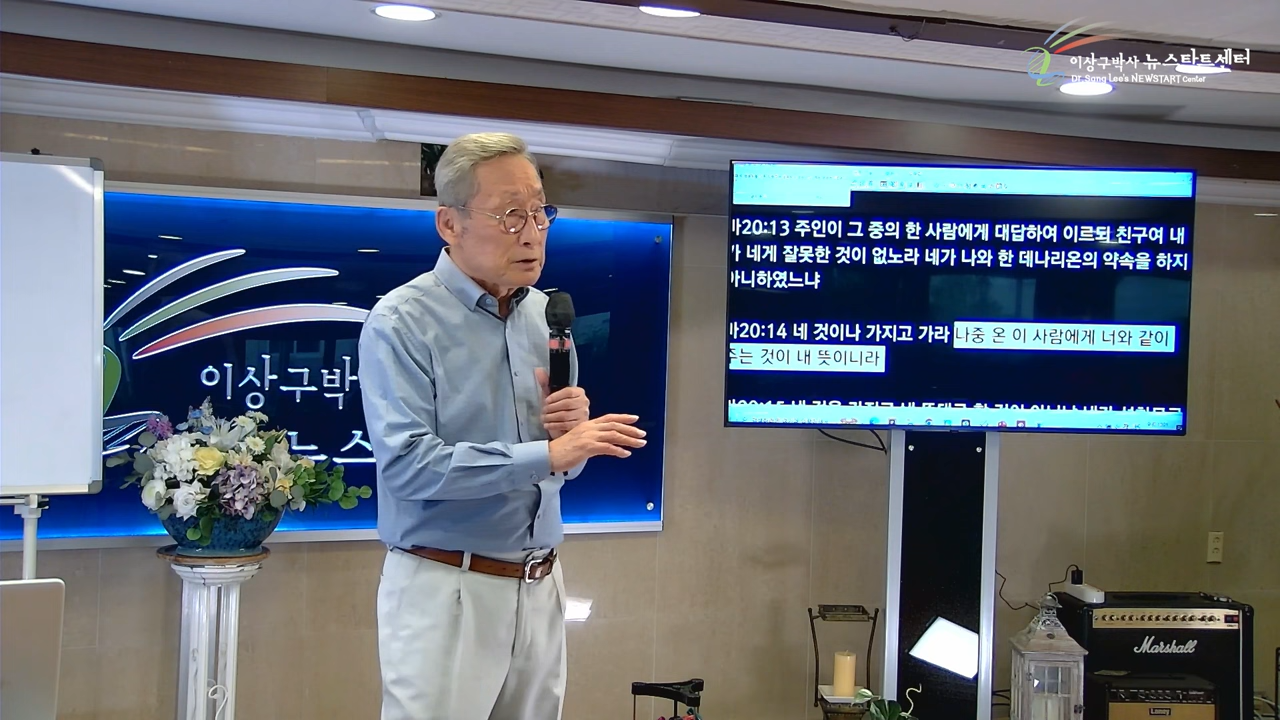 이상구박사 뉴스타트센터
Dr. Sang Lee's NEWSTART Center
마20:13 주인이 그 중의 한 사람에게 대답하여 이르되 친구여 내
가 네게 잘못한 것이 없노라 네가 나와 한 데나리온의 약속을 하지
아니하였느냐
마20:14 네 것이나 가지고 가라 나중 온 이 사람에게 너와 같이
주는 것이 내 뜻이니라
이상구박
뉴스
Marshall
Laney